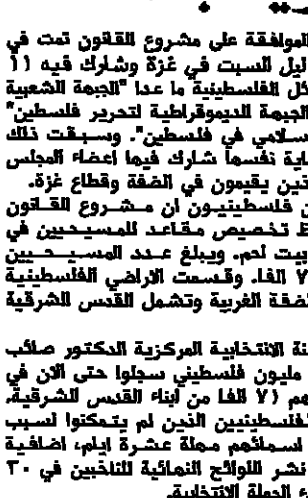 الموافقة على مشروع القانون تمت في
ليل السبت في غزة وشارك فيه ١١
كل الفلسطينية ما عدا "الجبهة الشعبية
الجبهة الديموقراطية لتحرير فلسطين"
سلامي في فلسطين". وسبقت ذلك
اية نفسها شارك فيها اعضاء المجلس
تين يقيمون في الضفة وقطاع غزة.
فلسطينيون ان مشروع القانون
تخصيص مقاعد للمسيحيين في
بيت لحم. ويبلغ عدد المسيحيين
٧ الفا. وقسمت الاراضي الفلسطينية
ضفة الغربية وتشمل القدس الشرقية
نة الانتخابية المركزية الدكتور صائب
مليون فلسطيني سجلوا حتى الآن في
هم (٧ الفا من ابناء القدس الشرقية.
فلسطينيين الذين لم يتمكنوا لسبب
اسمائهم مهلة عشرة ايام، اضافية
نشر اللوائح النهائية للناخبين في ٣٠
ء الحملة الانتخابية.